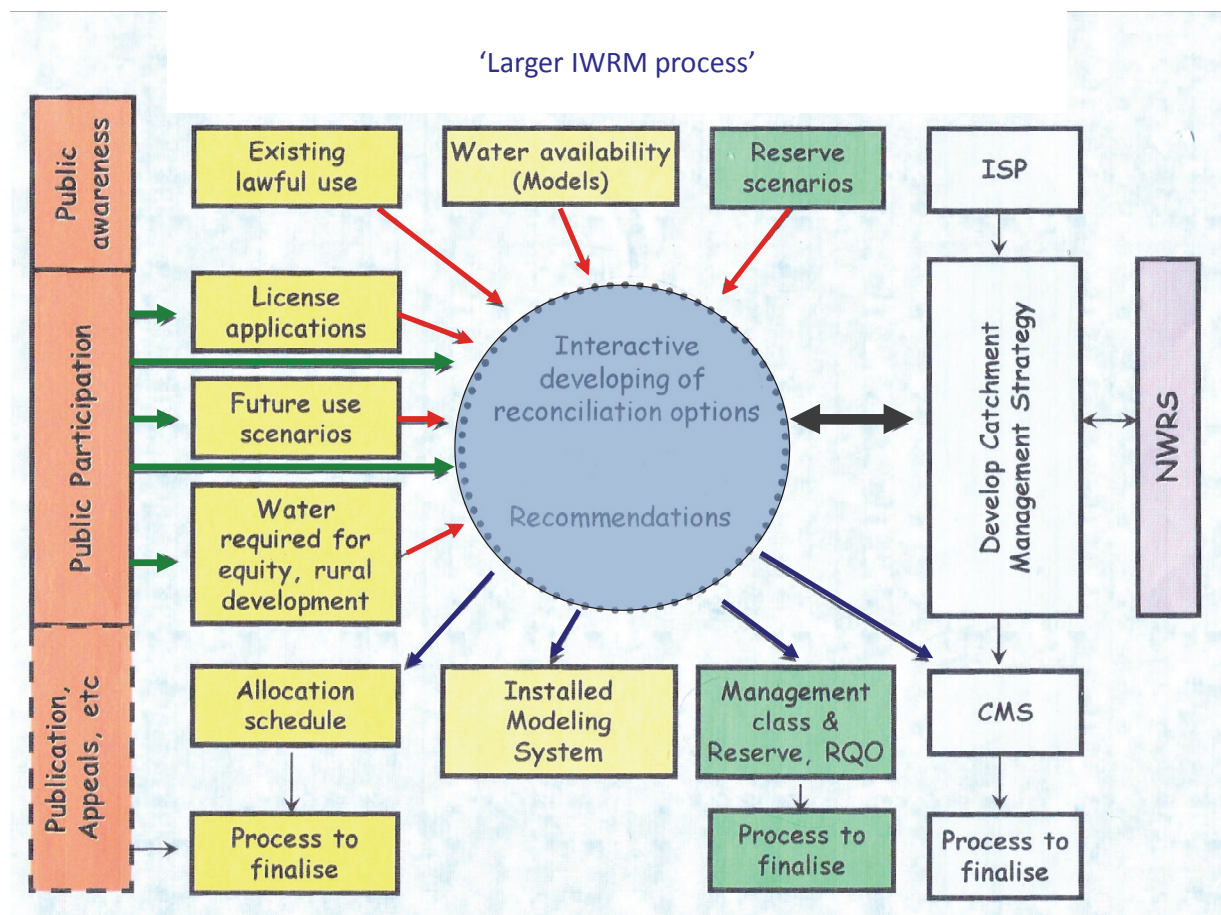 ‘Larger IWRM process’
Public
awareness
Existing
lawful use
Water availability
(Models)
Reserve
scenarios
ISP
Public Participation
License
applications
Future use
scenarios
Water
required for
equity, rural
development
Interactive
developing of
reconciliation options
Recommendations
Develop Catchment
Management Strategy
NWRS
Publication,
Appeals, etc
Allocation
schedule
Installed
Modeling
System
Management
class &
Reserve, RQO
CMS
Process to
finalise
Process to
finalise
Process to
finalise